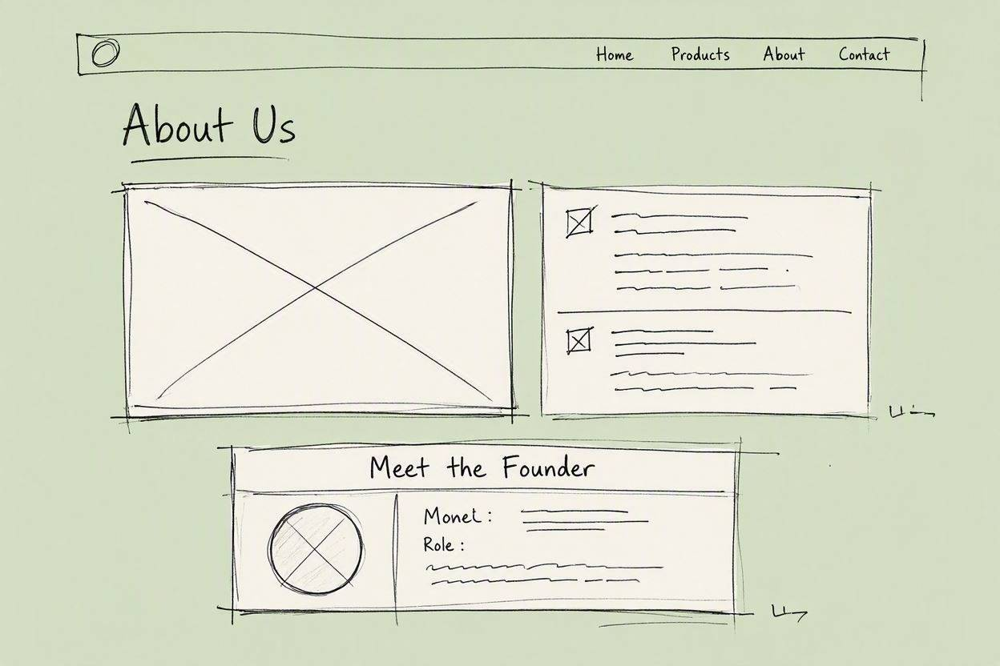 Home Products About Contact
About Us
Meet the Founder
Monet :
Role :